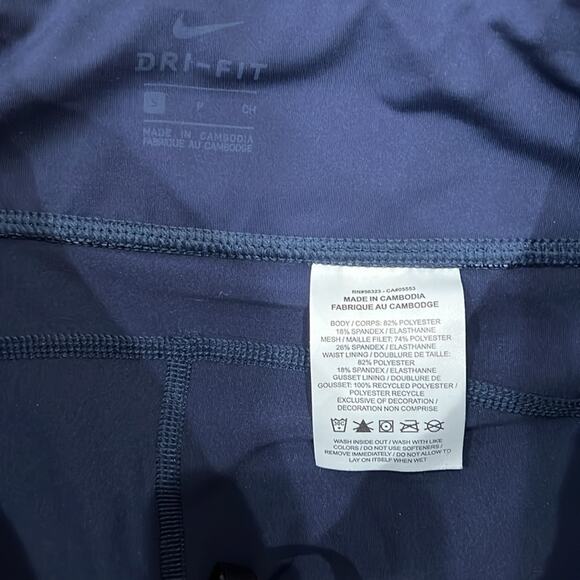 DRI-FIT
S P CH
MADE IN CAMBODIA
FABRIQUE AU CAMBODGE
RN#56323 - CA#05553
MADE IN CAMBODIA
FABRIQUE AU CAMBODGE
BODY / CORPS: 82% POLYESTER
18% SPANDEX / ELASTHANNE
MESH / MAILLE FILET: 74% POLYESTER
26% SPANDEX / ELASTHANNE
WAIST LINING / DOUBLURE DE TAILLE:
82% POLYESTER
18% SPANDEX / ELASTHANNE
GUSSET LINING / DOUBLURE DE
GOUSSET: 100% RECYCLED POLYESTER /
POLYESTER RECYCLE
EXCLUSIVE OF DECORATION /
DECORATION NON COMPRISE
WASH INSIDE OUT / WASH WITH LIKE
COLORS / DO NOT USE SOFTENERS /
REMOVE IMMEDIATELY / DO NOT ALLOW TO
LAY ON ITSELF WHEN WET